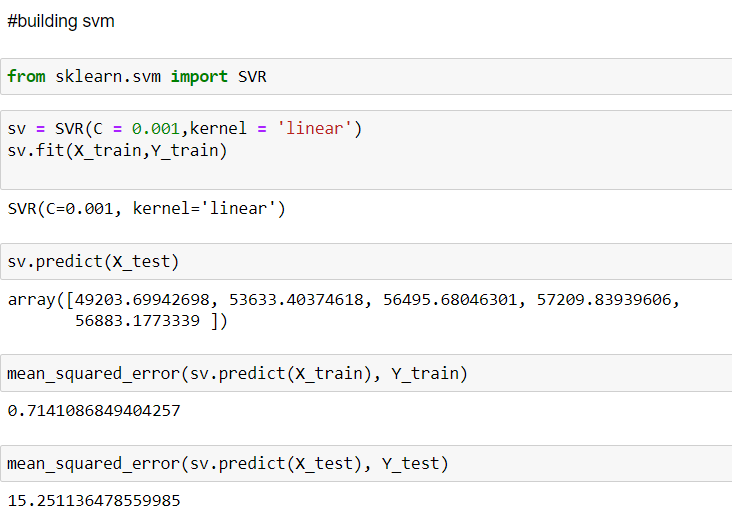 #building svm
from sklearn.svm import SVR
sv = SVR(C = 0.001,kernel = 'linear')
sv.fit(X_train,Y_train)
SVR(C=0.001, kernel='linear')
sv.predict(X_test)
array([49203.69942698, 53633.40374618, 56495.68046301, 57209.83939606,
       56883.1773339 ])
mean_squared_error(sv.predict(X_train), Y_train)
0.7141086849404257
mean_squared_error(sv.predict(X_test), Y_test)
15.251136478559985